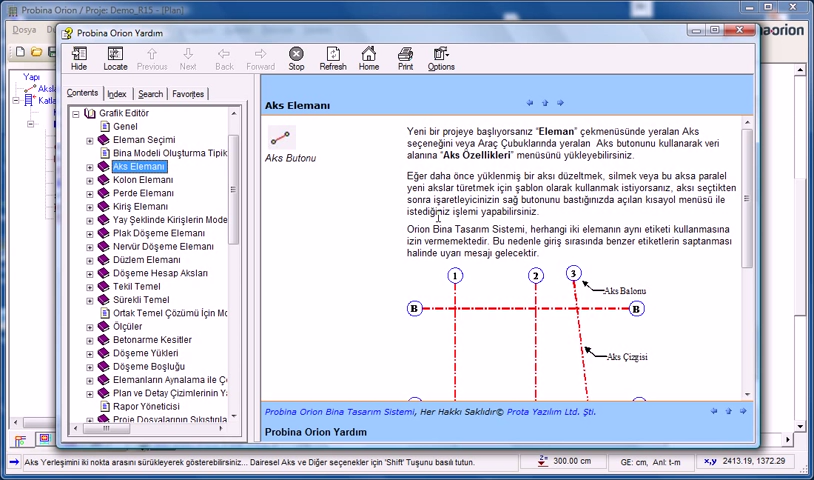 Probina Orion / Proje: Demo_R15 - [Plan]
Dosya
orion
Yapı
Aksla
Katla
Probina Orion Yardım
Hide
Locate
Previous
Next
Back
Forward
Stop
Refresh
Home
Print
Options
Contents
Index
Search
Favorites
Grafik Editör
Genel
Eleman Seçimi
Bina Modeli Oluşturma Tipik
Aks Elemanı
Kolon Elemanı
Perde Elemanı
Kiriş Elemanı
Yay Şeklinde Kirişlerin Mode
Plak Döşeme Elemanı
Nervür Döşeme Elemanı
Düzlem Elemanı
Döşeme Hesap Aksları
Tekil Temel
Sürekli Temel
Ortak Temel Çözümü İçin Mo
Ölçüler
Betonarme Kesitler
Döşeme Yükleri
Döşeme Boşluğu
Elemanların Aynalama ile Ç
Plan ve Detay Çizimlerinin Y
Rapor Yöneticisi
Proje Dosyalarının Sıkıştırıla
Aks Elemanı
Aks Butonu
Yeni bir projeye başlıyorsanız "Eleman" çekmenüsünde yeralan Aks
seçeneğini veya Araç Çubuklarında yeralan Aks butonunu kullanarak veri
alanına "Aks Özellikleri" menüsünü yükleyebilirsiniz.
Eğer daha önce yüklenmiş bir aksı düzeltmek, silmek veya bu aksa paralel
yeni akslar türetmek için şablon olarak kullanmak istiyorsanız, aksı seçtikten
sonra işaretleyicinizin sağ butonunu bastığınızda açılan kısayol menüsü ile
istediğiniz işlemi yapabilirsiniz.
Orion Bina Tasarım Sistemi, herhangi iki elemanın aynı etiketi kullanmasına
izin vermemektedir. Bu nedenle giriş sırasında benzer etiketlerin saptanması
halinde uyarı mesajı gelecektir.
1
2
3
Aks Balonu
B
B
Aks Çizgisi
Probina Orion Bina Tasarım Sistemi, Her Hakkı Saklıdır© Prota Yazılım Ltd. Şti.
Probina Orion Yardım
Aks Yerleşimini iki nokta arasını sürükleyerek gösterebilirsiniz... Dairesel Aks ve Diğer seçenekler için 'Shift' Tuşunu basılı tutun.
300.00 cm
GE: cm, Anl: t-m
x,y
2413.19, 1372.29